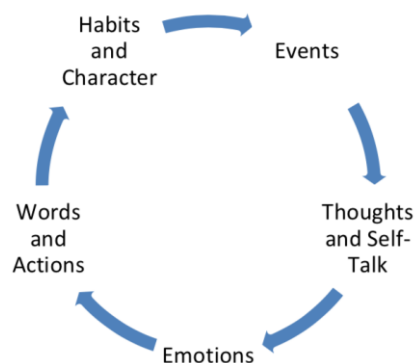 Habits
and
Character
Events
Thoughts
and Self-
Talk
Emotions
Words
and
Actions